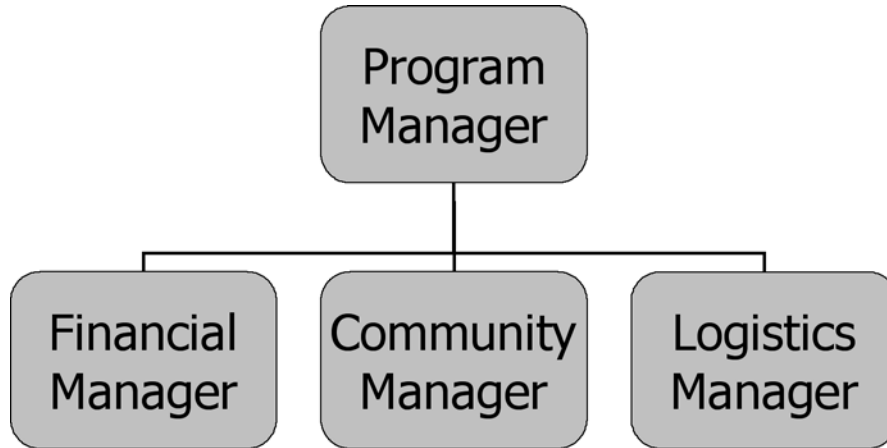 Program
Manager
Financial
Manager
Community
Manager
Logistics
Manager